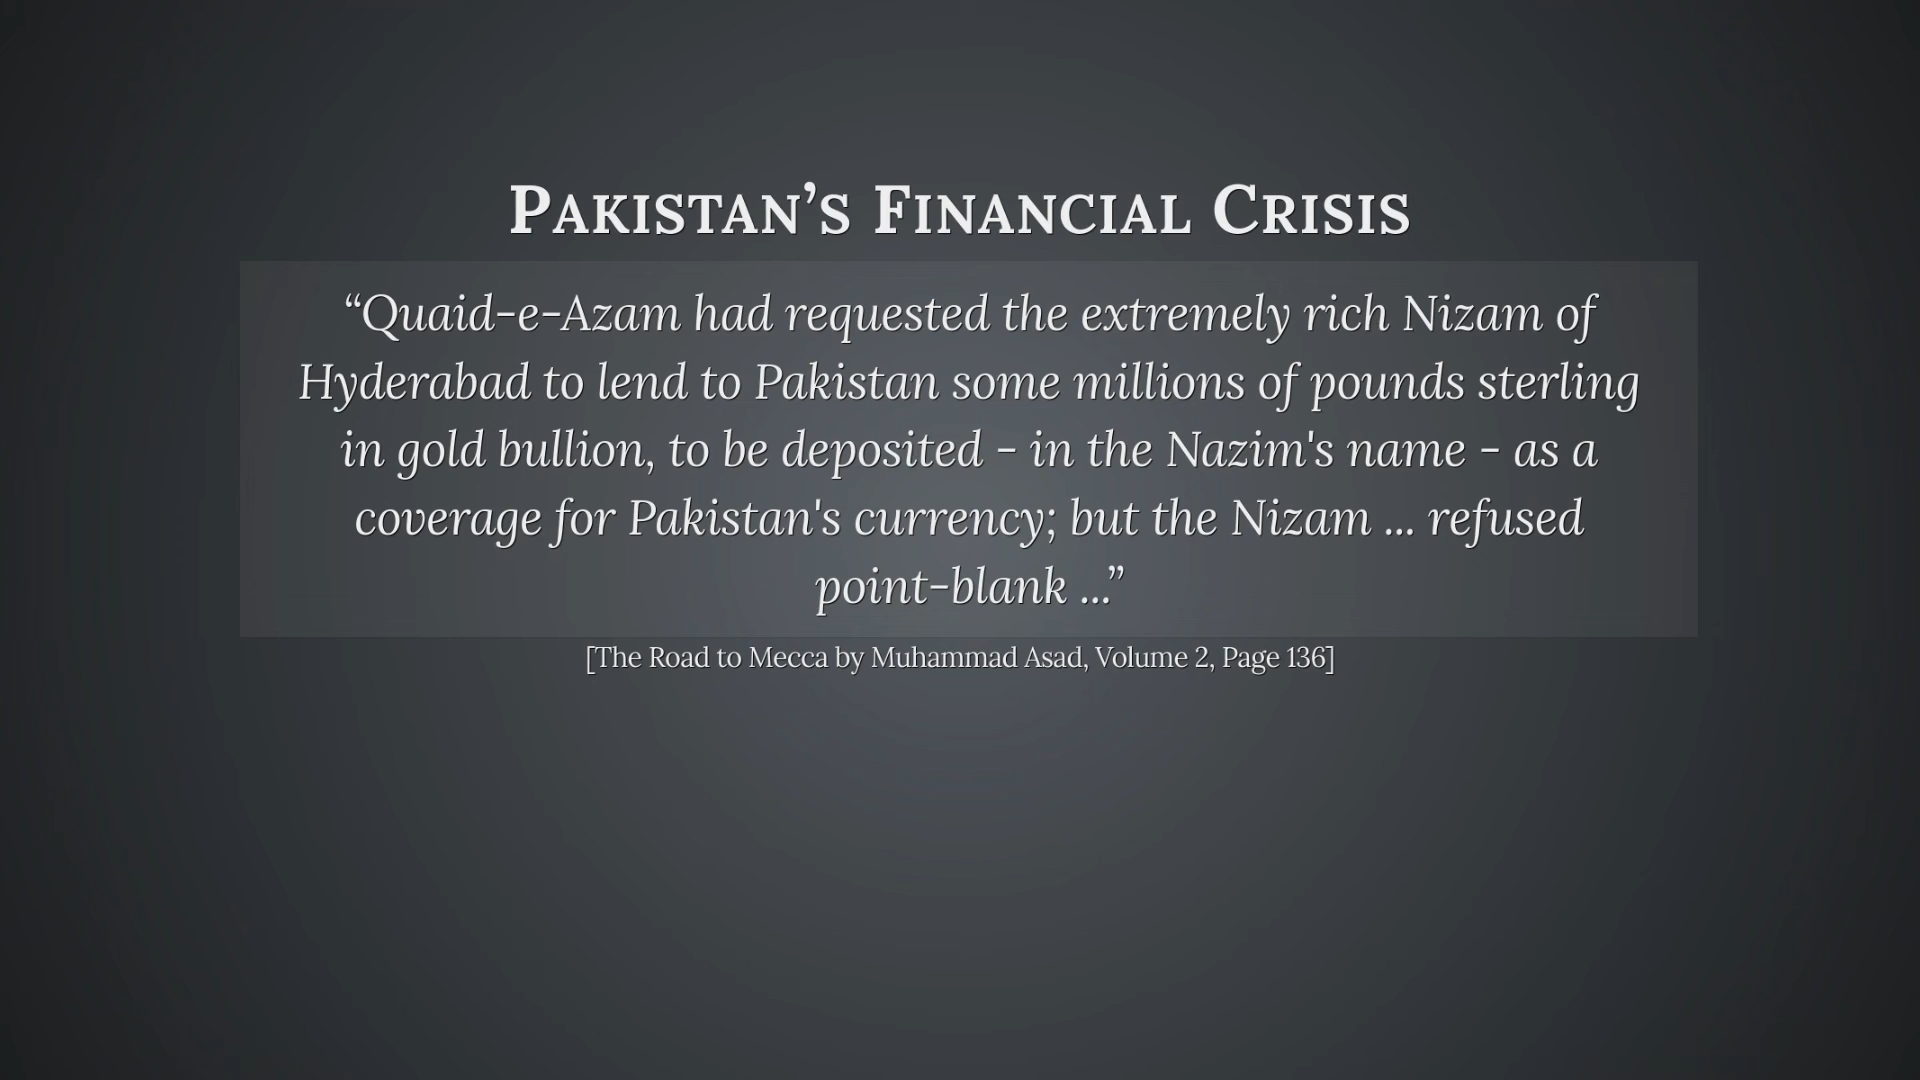 Pakistan’s Financial Crisis
“Quaid-e-Azam had requested the extremely rich Nizam of
Hyderabad to lend to Pakistan some millions of pounds sterling
in gold bullion, to be deposited - in the Nazim's name - as a
coverage for Pakistan's currency; but the Nizam ... refused
point-blank ...”
[The Road to Mecca by Muhammad Asad, Volume 2, Page 136]